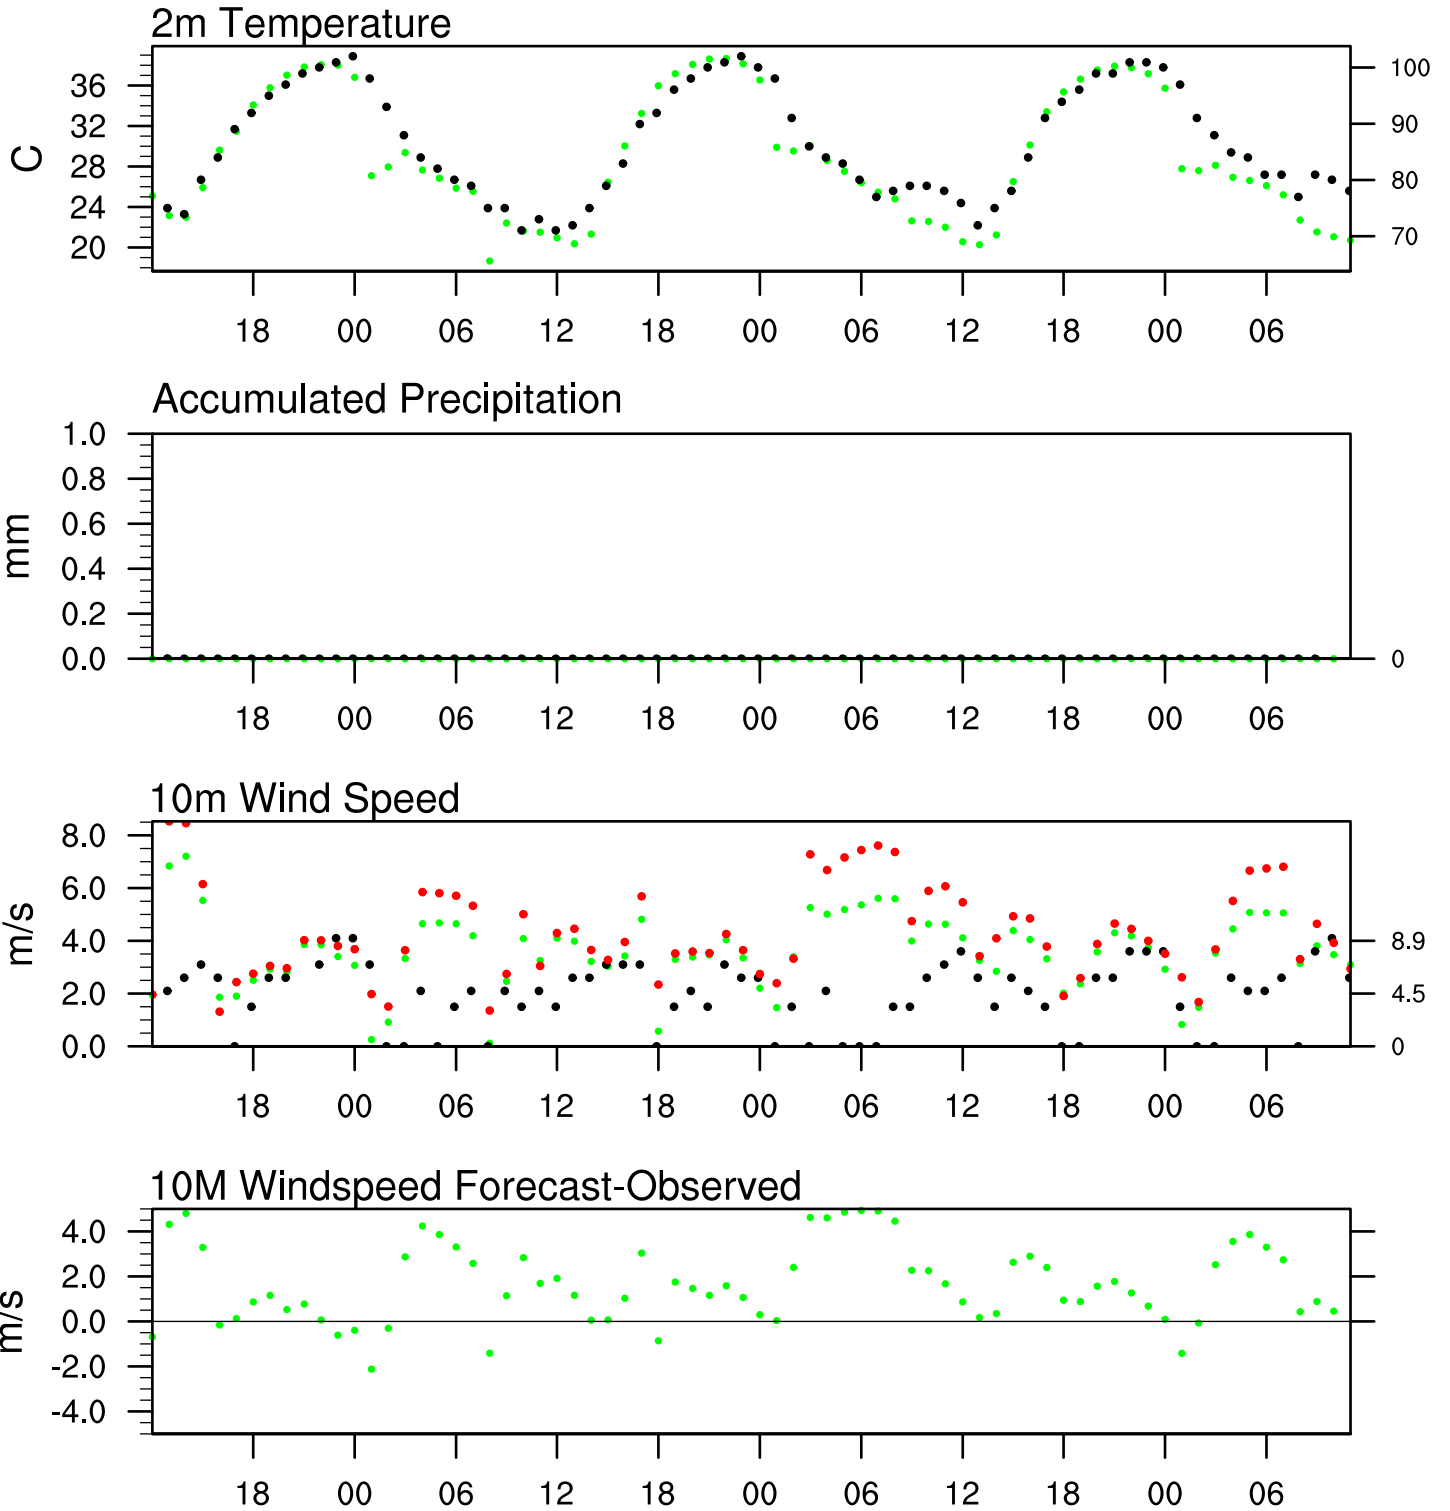 2m Temperature
36
32
28
24
20
C
100
90
80
70
18 00 06 12 18 00 06 12 18 00 06
Accumulated Precipitation
1.0
0.8
0.6
0.4
0.2
0.0
mm
0
18 00 06 12 18 00 06 12 18 00 06
10m Wind Speed
8.0
6.0
4.0
2.0
0.0
m/s
8.9
4.5
0
18 00 06 12 18 00 06 12 18 00 06
10M Windspeed Forecast-Observed
4.0
2.0
0.0
-2.0
-4.0
m/s
18 00 06 12 18 00 06 12 18 00 06